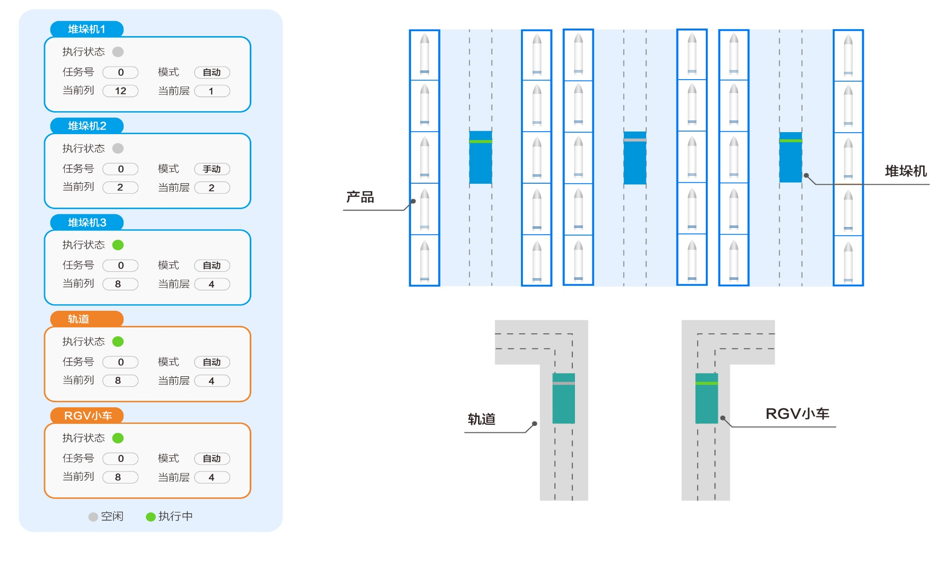 堆垛机1
执行状态
任务号 0 模式 自动
当前列 12 当前层 1
堆垛机2
执行状态
任务号 0 模式 手动
当前列 2 当前层 2
堆垛机3
执行状态
任务号 0 模式 自动
当前列 8 当前层 4
轨道
执行状态
任务号 0 模式 自动
当前列 8 当前层 4
RGV小车
执行状态
任务号 0 模式 自动
当前列 8 当前层 4
空闲 执行中
产品
堆垛机
轨道
RGV小车